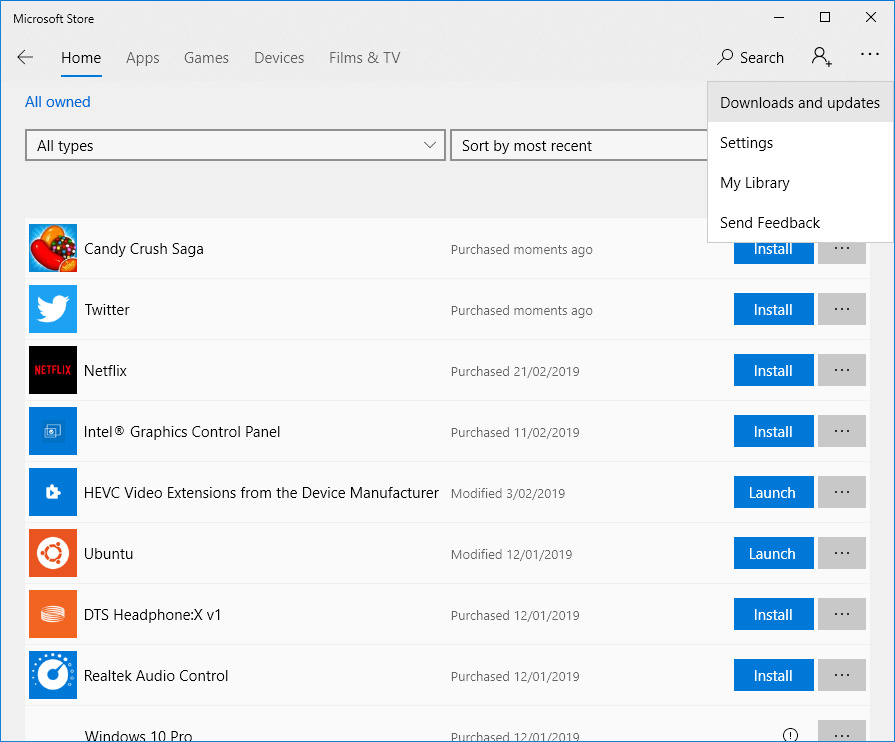 Microsoft Store
Home Apps Games Devices Films & TV Search
All owned
Downloads and updates
Settings
My Library
Send Feedback
All types Sort by most recent
Candy Crush Saga Purchased moments ago Install
Twitter Purchased moments ago Install
NETFLIX Netflix Purchased 21/02/2019 Install
Intel® Graphics Control Panel Purchased 11/02/2019 Install
HEVC Video Extensions from the Device Manufacturer Modified 3/02/2019 Launch
Ubuntu Modified 12/01/2019 Launch
DTS Headphone:X v1 Purchased 12/01/2019 Install
Realtek Audio Control Purchased 12/01/2019 Install
Windows 10 Pro Purchased 12/01/2019